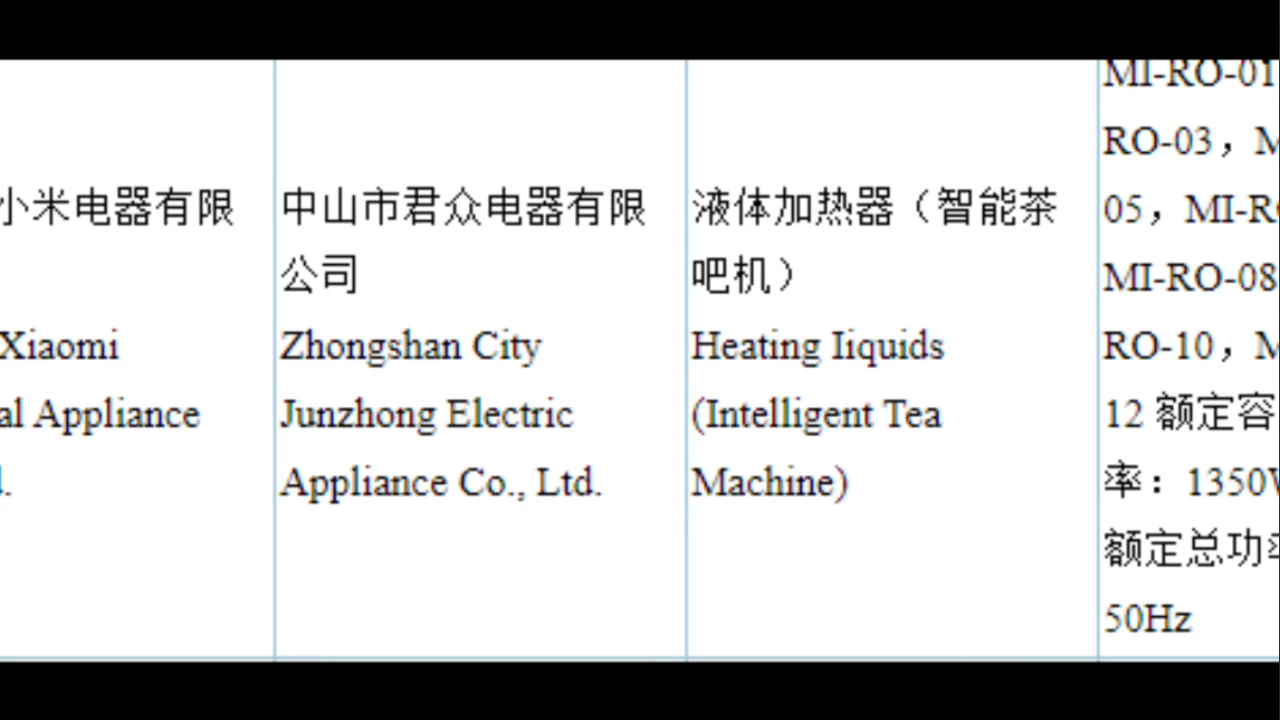 小米电器有限
Xiaomi
al Appliance
中山市君众电器有限
公司
Zhongshan City
Junzhong Electric
Appliance Co., Ltd.
液体加热器（智能茶
吧机）
Heating Iiquids
(Intelligent Tea
Machine)
MI-RO-01
RO-03，M
05，MI-R
MI-RO-08
RO-10，M
12 额定容
率：1350
额定总功
50Hz